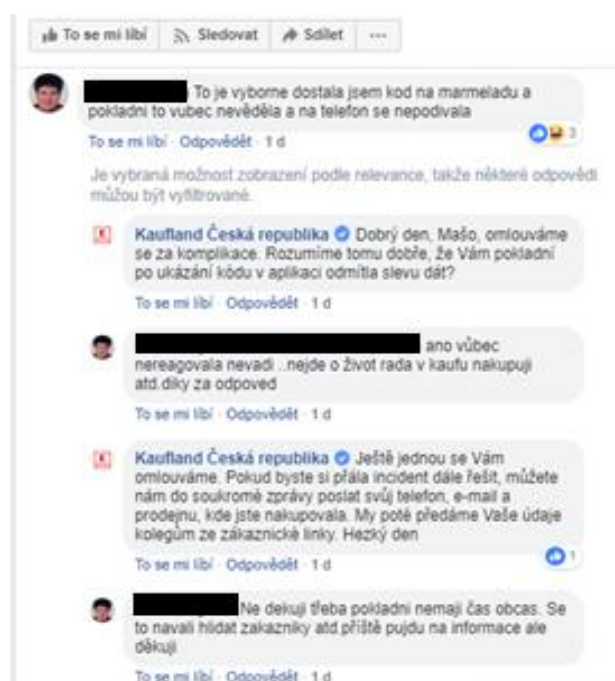 To se mi líbí Sledovat Sdílet ...
To je vyborne dostala jsem kod na marmeladu a
pokladni to vubec nevěděla a na telefon se nepodivala
3
To se mi líbí · Odpovědět · 1 d
Je vybraná možnost zobrazení podle relevance, takže některé odpovědi
můžou být vyfiltrované.
Kaufland Česká republika Dobrý den, Mašo, omlouváme
se za komplikace. Rozumíme tomu dobře, že Vám pokladní
po ukázání kódu v aplikaci odmítla slevu dát?
To se mi líbí · Odpovědět · 1 d
ano vůbec
nereagovala nevadi ..nejde o život rada v kaufu nakupuji
atd.diky za odpoved
To se mi líbí · Odpovědět · 1 d
Kaufland Česká republika Ještě jednou se Vám
omlouváme. Pokud byste si přála incident dále řešit, můžete
nám do soukromé zprávy poslat svůj telefon, e-mail a
prodejnu, kde jste nakupovala. My poté předáme Vaše údaje
kolegům ze zákaznické linky. Hezký den
1
To se mi líbí · Odpovědět · 1 d
Ne dekuji třeba pokladni nemaji čas obcas. Se
to navali hlidat zakazniky atd.příště pujdu na informace ale
děkuji
To se mi líbí · Odpovědět · 1 d